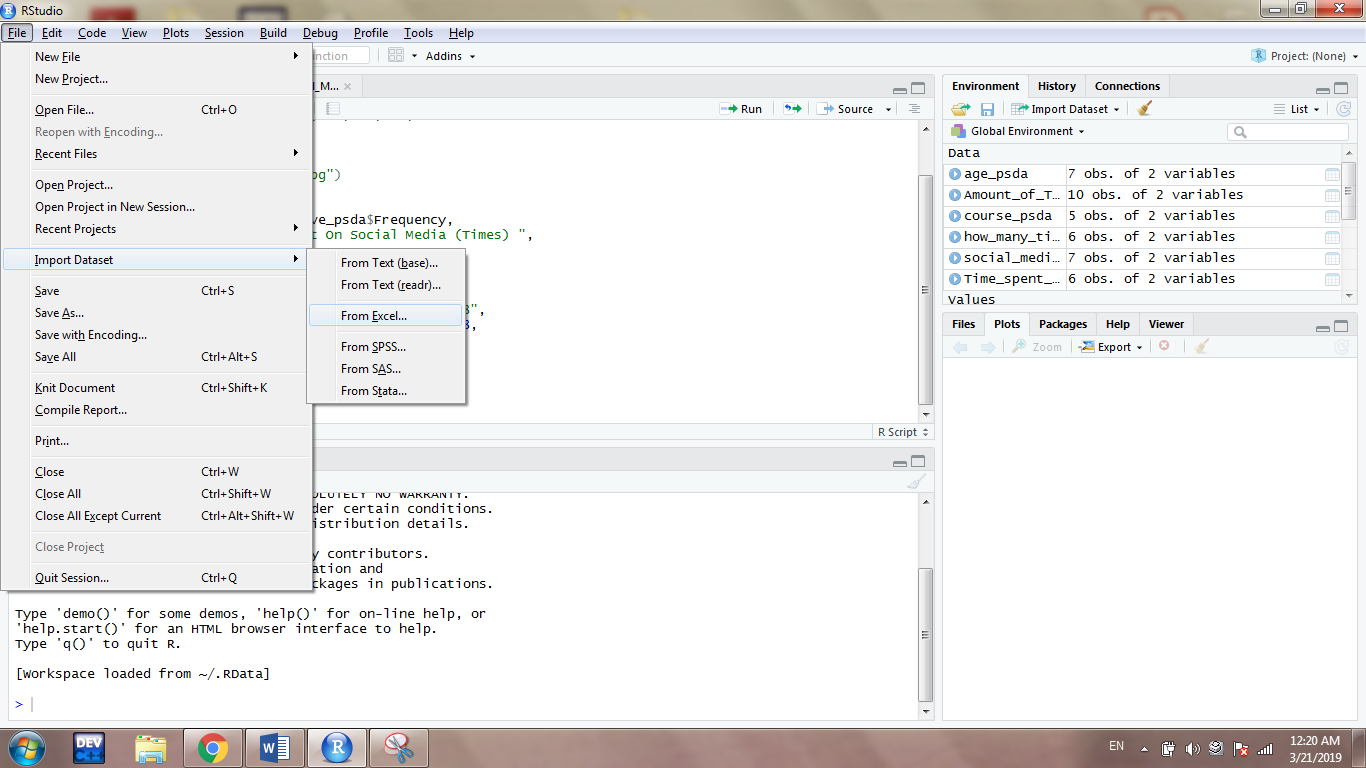 RStudio
File Edit Code View Plots Session Build Debug Profile Tools Help
nction Addins Project: (None)
New File
New Project...
Open File... Ctrl+O
Reopen with Encoding...
Recent Files
Open Project...
Open Project in New Session...
Recent Projects
Import Dataset
Save Ctrl+S
Save As...
Save with Encoding...
Save All Ctrl+Alt+S
Knit Document Ctrl+Shift+K
Compile Report...
Print...
Close Ctrl+W
Close All Ctrl+Shift+W
Close All Except Current Ctrl+Alt+Shift+W
Close Project
Quit Session... Ctrl+Q
From Text (base)...
From Text (readr)...
From Excel...
From SPSS...
From SAS...
From Stata...
l_M...
Run Source
pg")
ve_psda$Frequency,
t On Social Media (Times) ",
3",
3,
R Script
OLUTELY NO WARRANTY.
der certain conditions.
istribution details.
y contributors.
ation and
ckages in publications.
Type 'demo()' for some demos, 'help()' for on-line help, or
'help.start()' for an HTML browser interface to help.
Type 'q()' to quit R.
[Workspace loaded from ~/.RData]
>
Environment History Connections
Import Dataset List
Global Environment
Data
age_psda 7 obs. of 2 variables
Amount_of_T... 10 obs. of 2 variables
course_psda 5 obs. of 2 variables
how_many_ti... 6 obs. of 2 variables
social_medi... 7 obs. of 2 variables
Time_spent_... 6 obs. of 2 variables
Values
Files Plots Packages Help Viewer
Zoom Export
DEV C++
EN
12:20 AM
3/21/2019